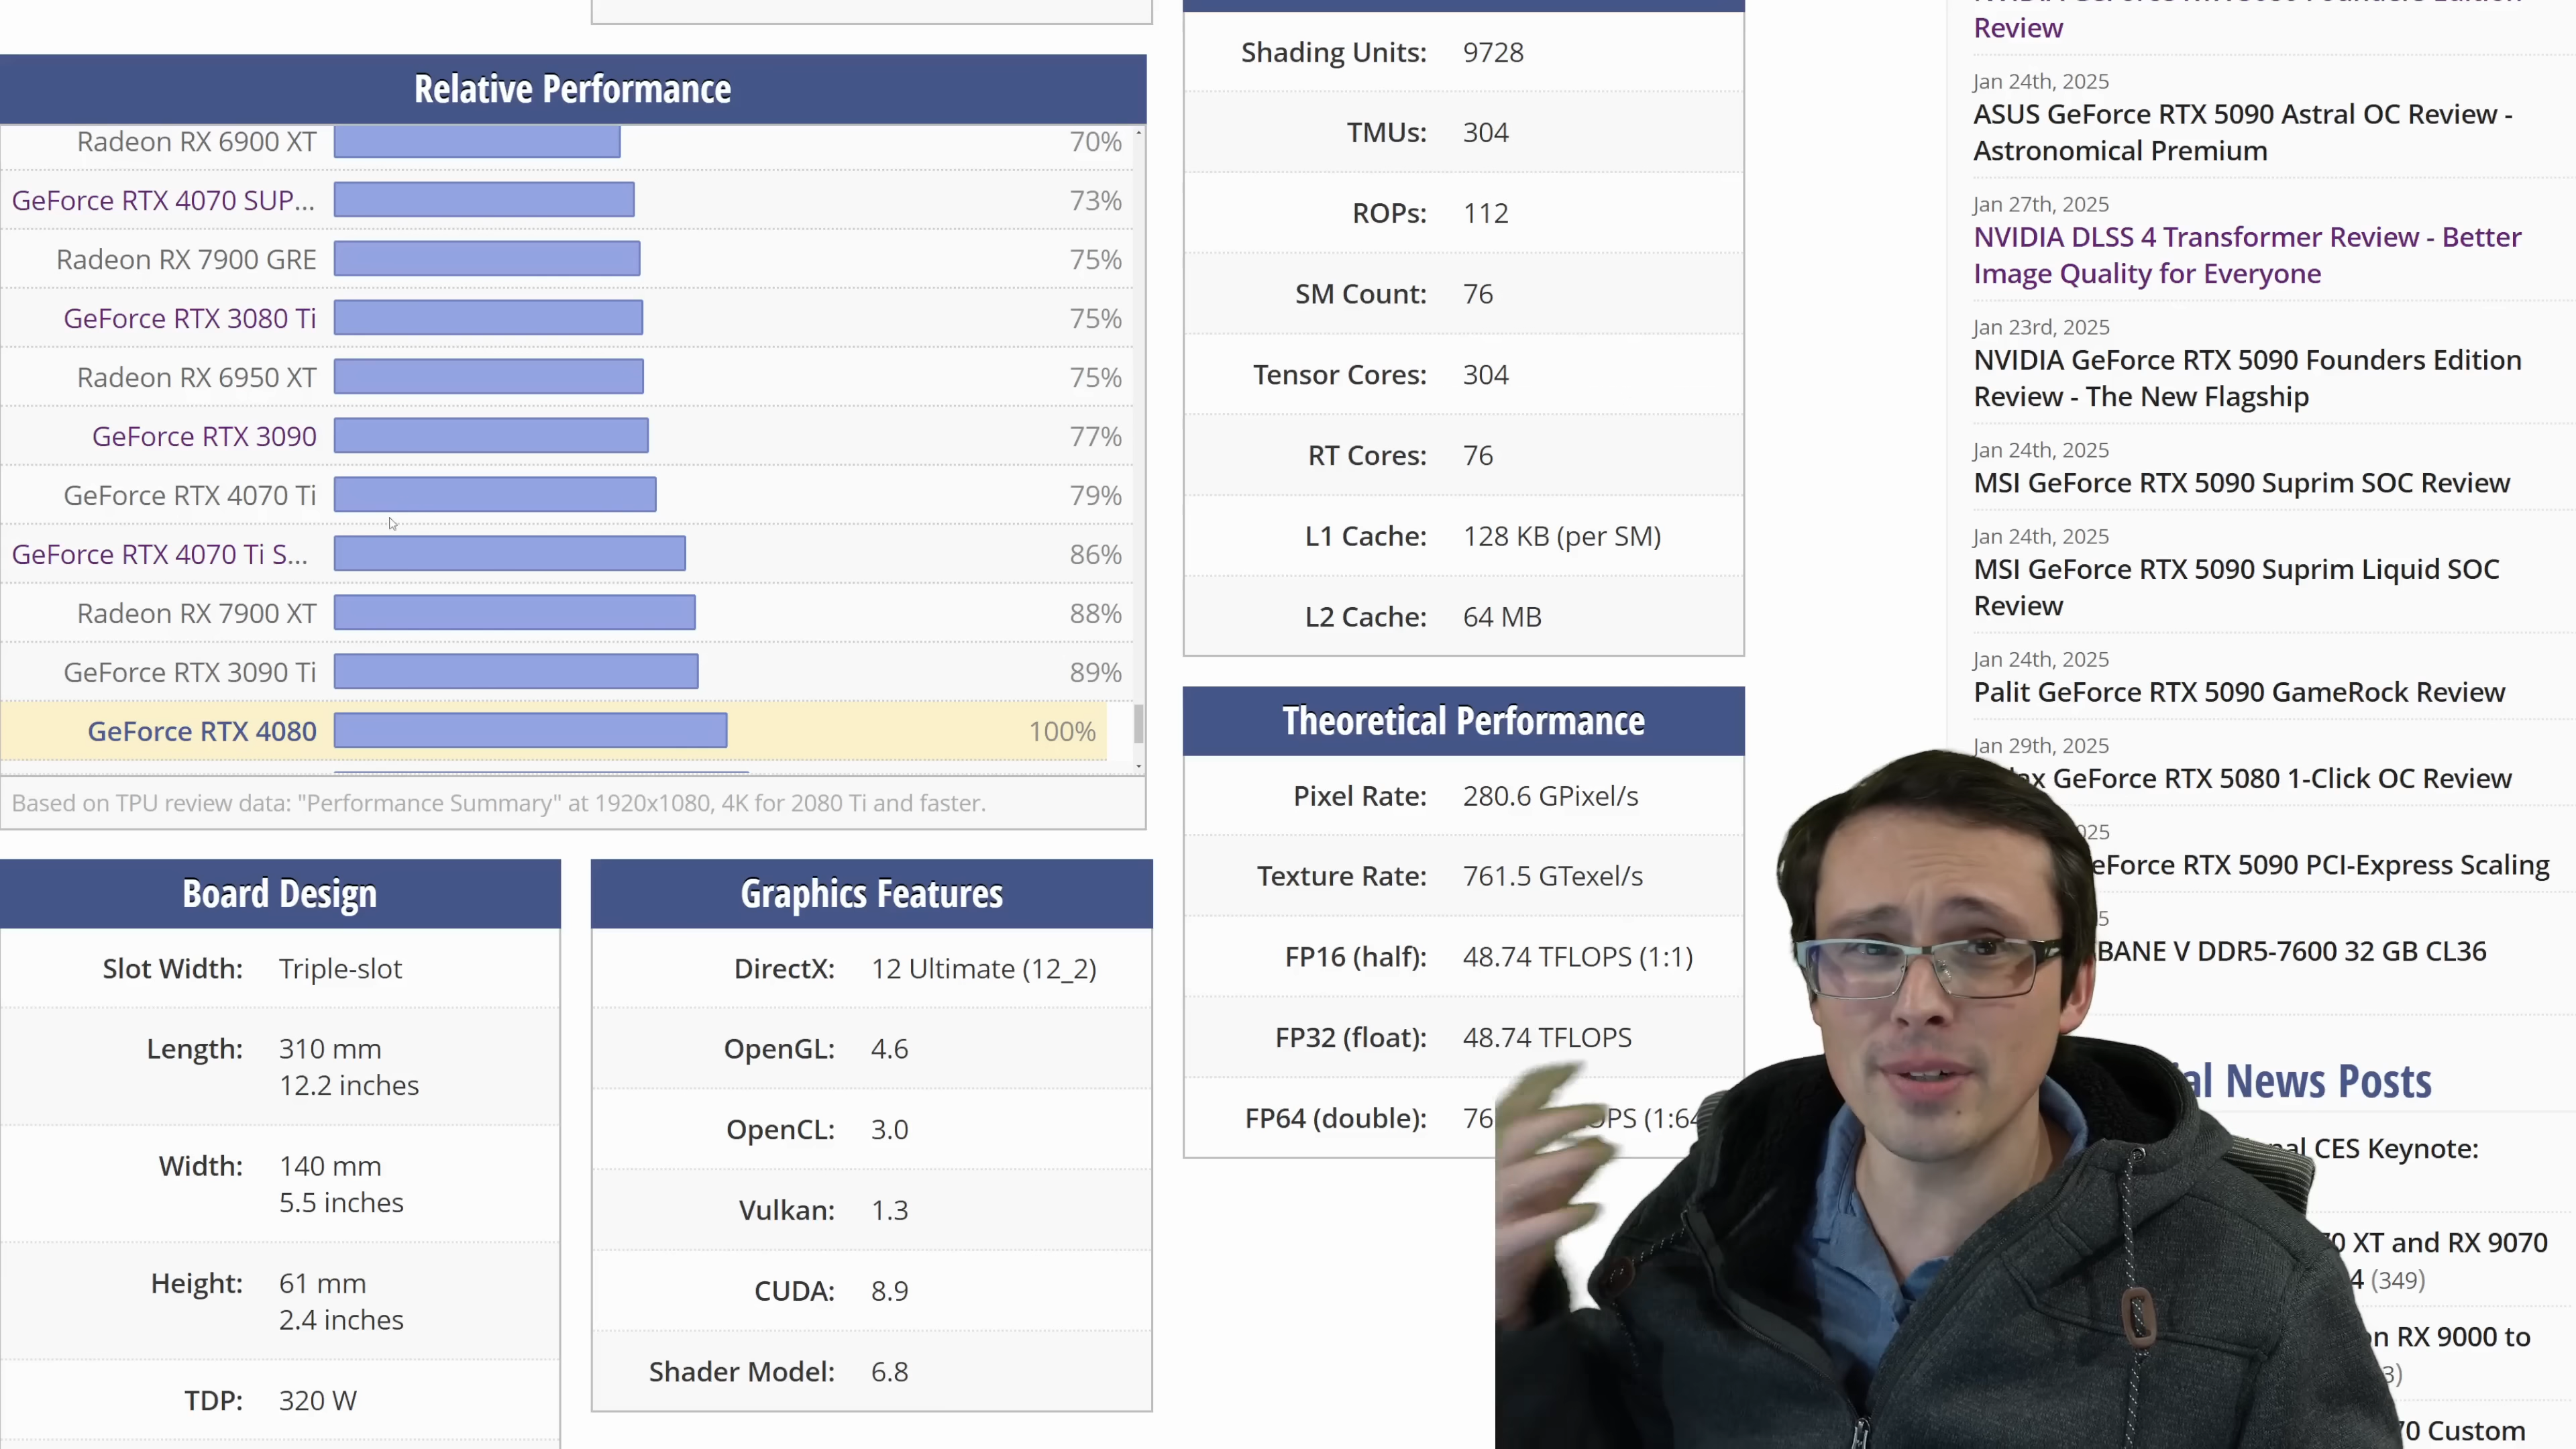 Relative Performance
Radeon RX 6900 XT 70%
GeForce RTX 4070 SUP... 73%
Radeon RX 7900 GRE 75%
GeForce RTX 3080 Ti 75%
Radeon RX 6950 XT 75%
GeForce RTX 3090 77%
GeForce RTX 4070 Ti 79%
GeForce RTX 4070 Ti S... 86%
Radeon RX 7900 XT 88%
GeForce RTX 3090 Ti 89%
GeForce RTX 4080 100%
Based on TPU review data: "Performance Summary" at 1920x1080, 4K for 2080 Ti and faster.
Board Design
Slot Width: Triple-slot
Length: 310 mm
12.2 inches
Width: 140 mm
5.5 inches
Height: 61 mm
2.4 inches
TDP: 320 W
Graphics Features
DirectX: 12 Ultimate (12_2)
OpenGL: 4.6
OpenCL: 3.0
Vulkan: 1.3
CUDA: 8.9
Shader Model: 6.8
Shading Units: 9728
TMUs: 304
ROPs: 112
SM Count: 76
Tensor Cores: 304
RT Cores: 76
L1 Cache: 128 KB (per SM)
L2 Cache: 64 MB
Theoretical Performance
Pixel Rate: 280.6 GPixel/s
Texture Rate: 761.5 GTexel/s
FP16 (half): 48.74 TFLOPS (1:1)
FP32 (float): 48.74 TFLOPS
FP64 (double):
Review
Jan 24th, 2025
ASUS GeForce RTX 5090 Astral OC Review -
Astronomical Premium
Jan 27th, 2025
NVIDIA DLSS 4 Transformer Review - Better
Image Quality for Everyone
Jan 23rd, 2025
NVIDIA GeForce RTX 5090 Founders Edition
Review - The New Flagship
Jan 24th, 2025
MSI GeForce RTX 5090 Suprim SOC Review
Jan 24th, 2025
MSI GeForce RTX 5090 Suprim Liquid SOC
Review
Jan 24th, 2025
Palit GeForce RTX 5090 GameRock Review
Jan 29th, 2025
GeForce RTX 5080 1-Click OC Review
RTX 5090 PCI-Express Scaling
V DDR5-7600 32 GB CL36
News Posts
CES Keynote:
XT and RX 9070
(349)
RX 9000 to
Custom